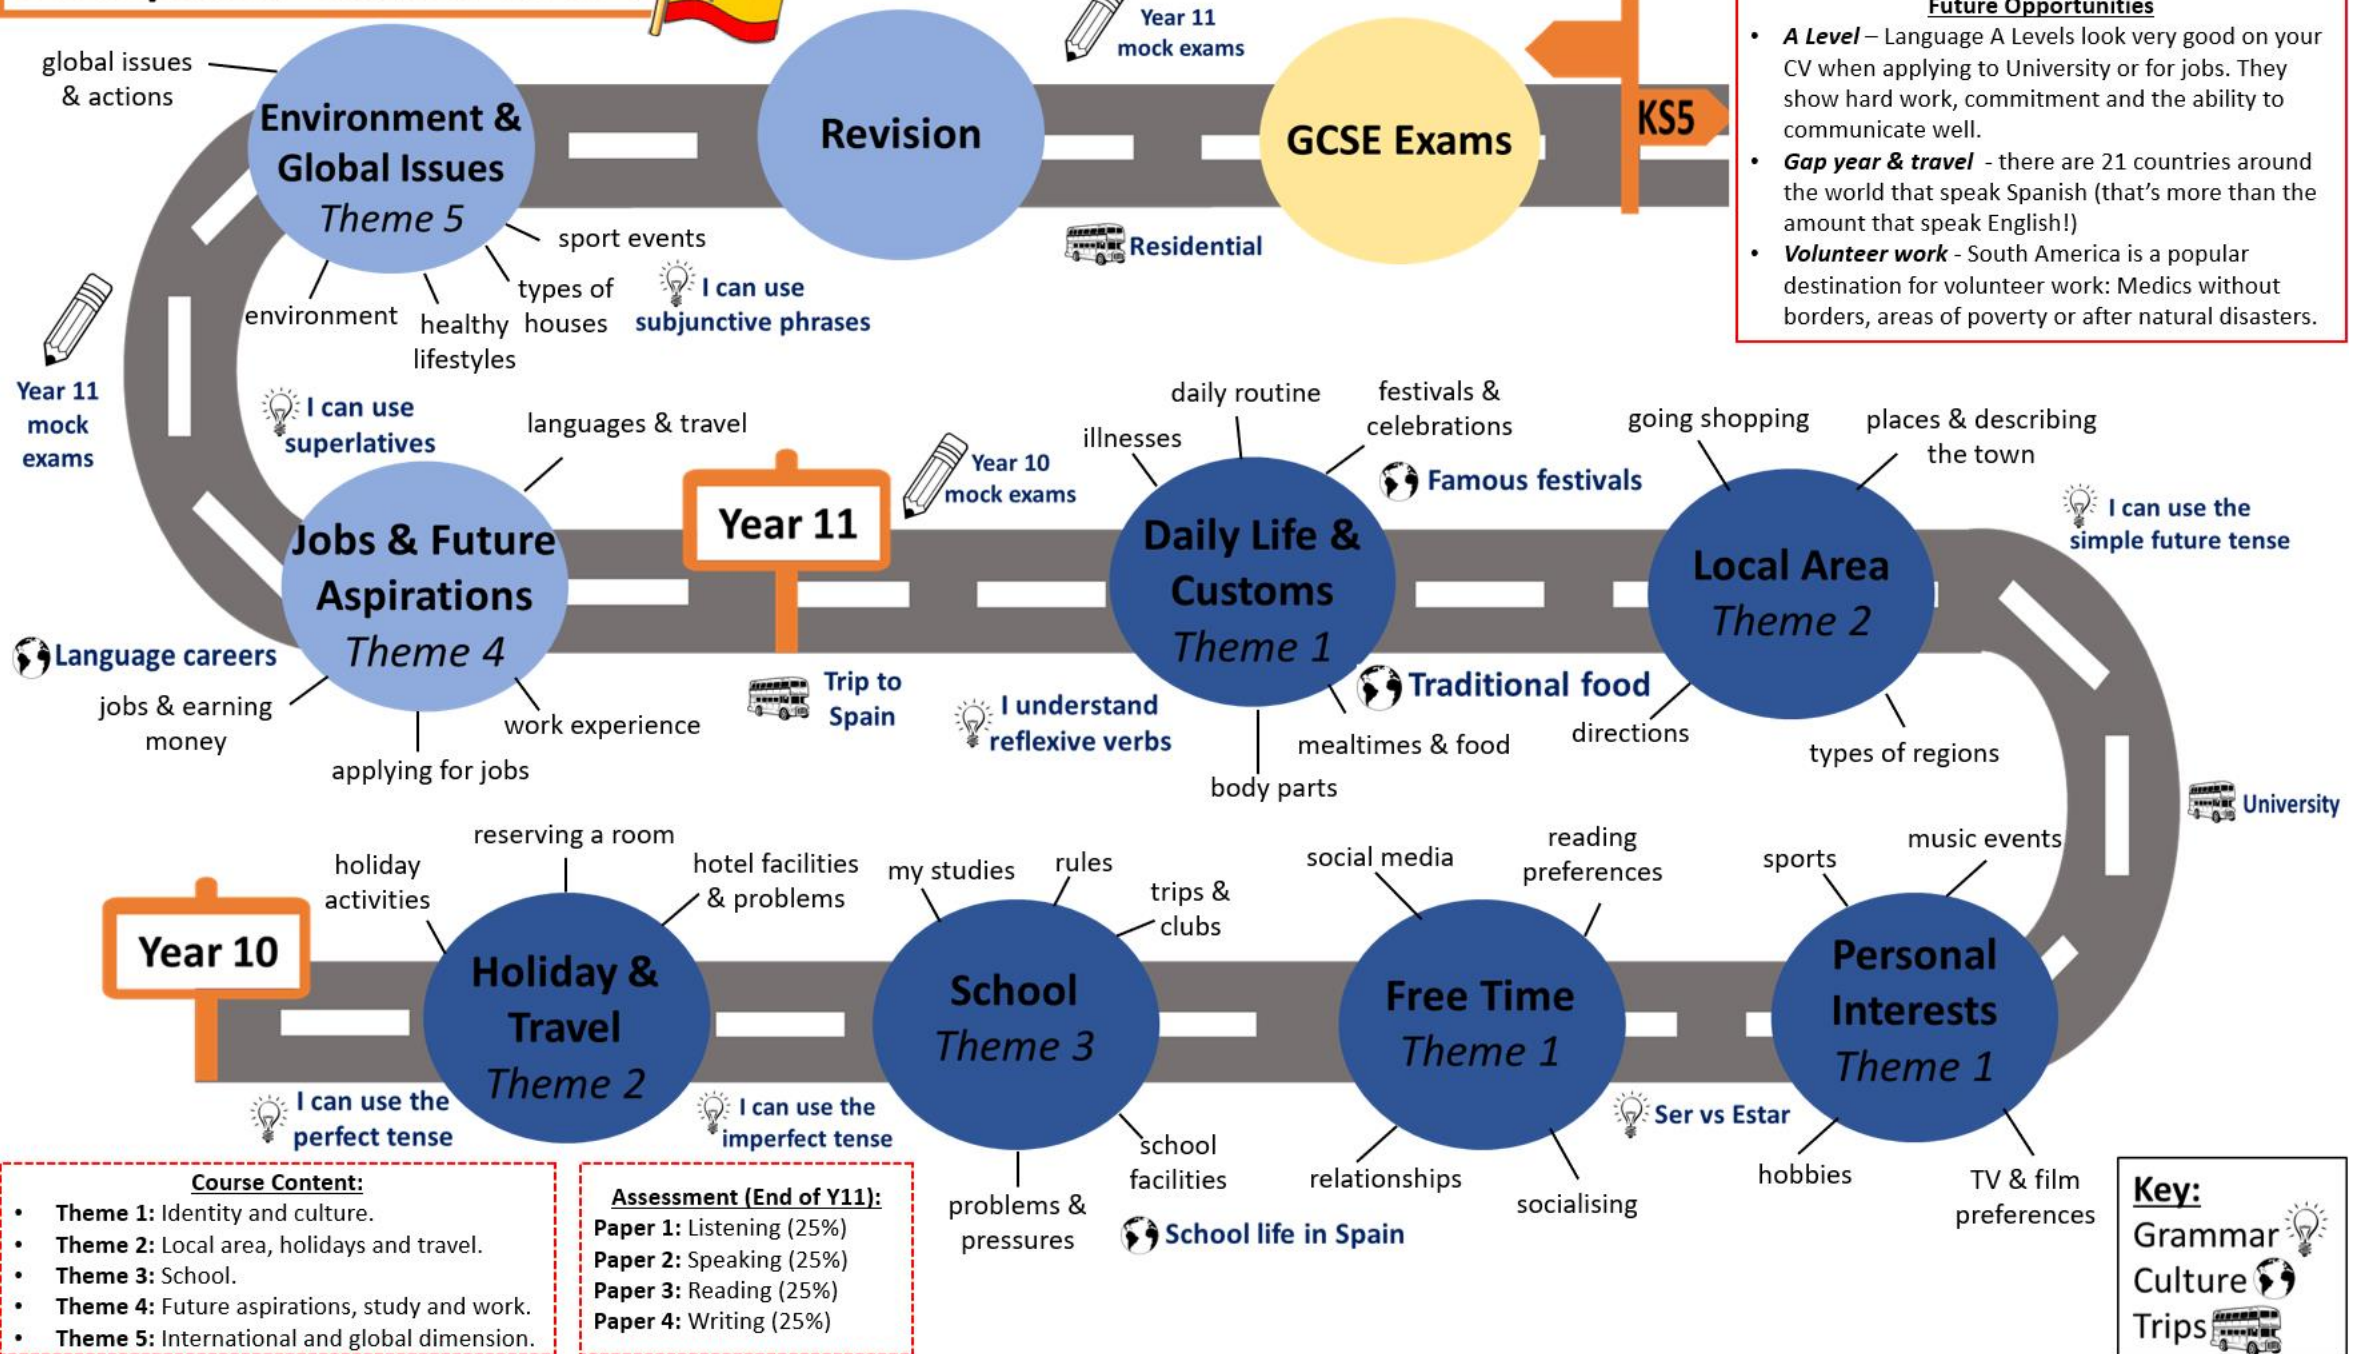 global issues
& actions
Environment &
Global Issues
Theme 5
sport events
types of
houses
healthy
lifestyles
environment
I can use
subjunctive phrases
Revision
Year 11
mock exams
Residential
GCSE Exams
KS5
Future Opportunities
• A Level – Language A Levels look very good on your
CV when applying to University or for jobs. They
show hard work, commitment and the ability to
communicate well.
• Gap year & travel - there are 21 countries around
the world that speak Spanish (that's more than the
amount that speak English!)
• Volunteer work - South America is a popular
destination for volunteer work: Medics without
borders, areas of poverty or after natural disasters.
Year 11
mock
exams
I can use
superlatives
languages & travel
Jobs & Future
Aspirations
Theme 4
Language careers
jobs & earning
money
applying for jobs
work experience
Year 11
Year 10
mock exams
Trip to
Spain
illnesses
daily routine
festivals &
celebrations
Famous festivals
Daily Life &
Customs
Theme 1
I understand
reflexive verbs
body parts
mealtimes & food
Traditional food
going shopping
places & describing
the town
Local Area
Theme 2
directions
types of regions
I can use the
simple future tense
University
Year 10
holiday
activities
reserving a room
hotel facilities
& problems
Holiday &
Travel
Theme 2
I can use the
perfect tense
I can use the
imperfect tense
my studies
rules
trips &
clubs
School
Theme 3
school
facilities
problems &
pressures
School life in Spain
social media
reading
preferences
Free Time
Theme 1
relationships
socialising
Ser vs Estar
sports
music events
Personal
Interests
Theme 1
hobbies
TV & film
preferences
Course Content:
• Theme 1: Identity and culture.
• Theme 2: Local area, holidays and travel.
• Theme 3: School.
• Theme 4: Future aspirations, study and work.
• Theme 5: International and global dimension.
Assessment (End of Y11):
Paper 1: Listening (25%)
Paper 2: Speaking (25%)
Paper 3: Reading (25%)
Paper 4: Writing (25%)
Key:
Grammar
Culture
Trips